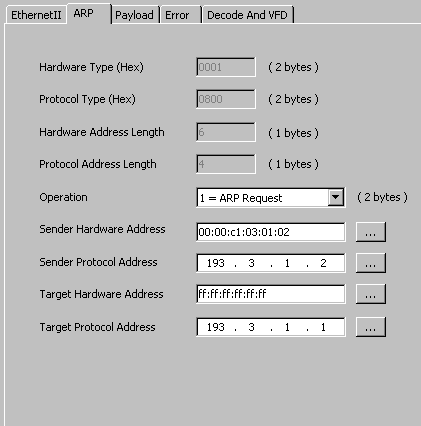 EthernetII ARP Payload Error Decode And VFD
Hardware Type (Hex) 0001 ( 2 bytes )
Protocol Type (Hex) 0800 ( 2 bytes )
Hardware Address Length 6 ( 1 bytes )
Protocol Address Length 4 ( 1 bytes )
Operation 1 = ARP Request ( 2 bytes )
Sender Hardware Address 00:00:c1:03:01:02 ...
Sender Protocol Address 193 . 3 . 1 . 2 ...
Target Hardware Address ff:ff:ff:ff:ff:ff ...
Target Protocol Address 193 . 3 . 1 . 1 ...